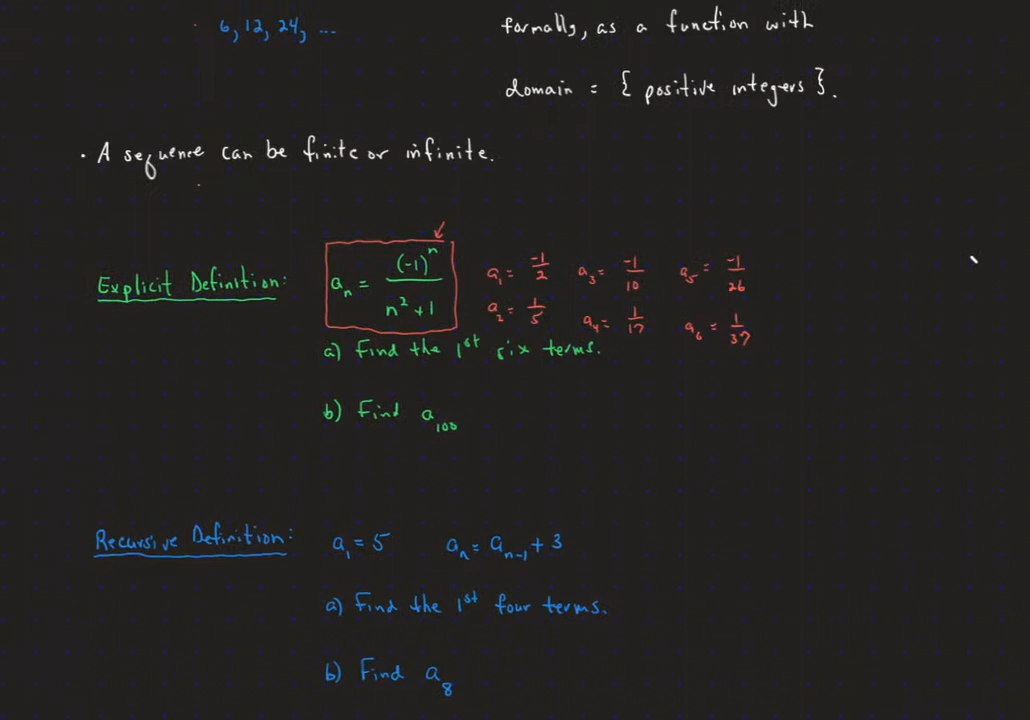 6, 12, 24, ...
formally, as a function with
domain = { positive integers }.
· A sequence can be finite or infinite.
Explicit Definition: a_n = (-1)^n / (n^2 + 1)
a_1 = -1/2 a_3 = -1/10 a_5 = -1/26
a_2 = 1/5 a_4 = 1/17 a_6 = 1/37
a) Find the 1st six terms.
b) Find a_100
Recursive Definition: a_1 = 5 a_n = a_{n-1} + 3
a) Find the 1st four terms.
b) Find a_8